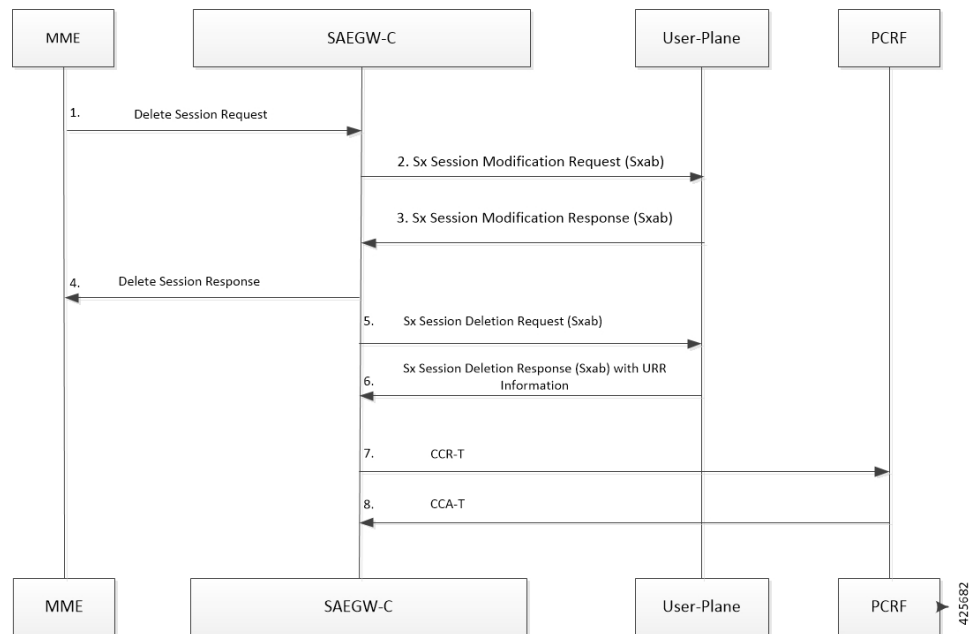 MME
SAEGW-C
User-Plane
PCRF
1.
Delete Session Request
2. Sx Session Modification Request (Sxab)
3. Sx Session Modification Response (Sxab)
4.
Delete Session Response
5.
Sx Session Deletion Request (Sxab)
6.
Sx Session Deletion Response (Sxab) with URR
Information
7.
CCR-T
8.
CCA-T
MME
SAEGW-C
User-Plane
PCRF
425682